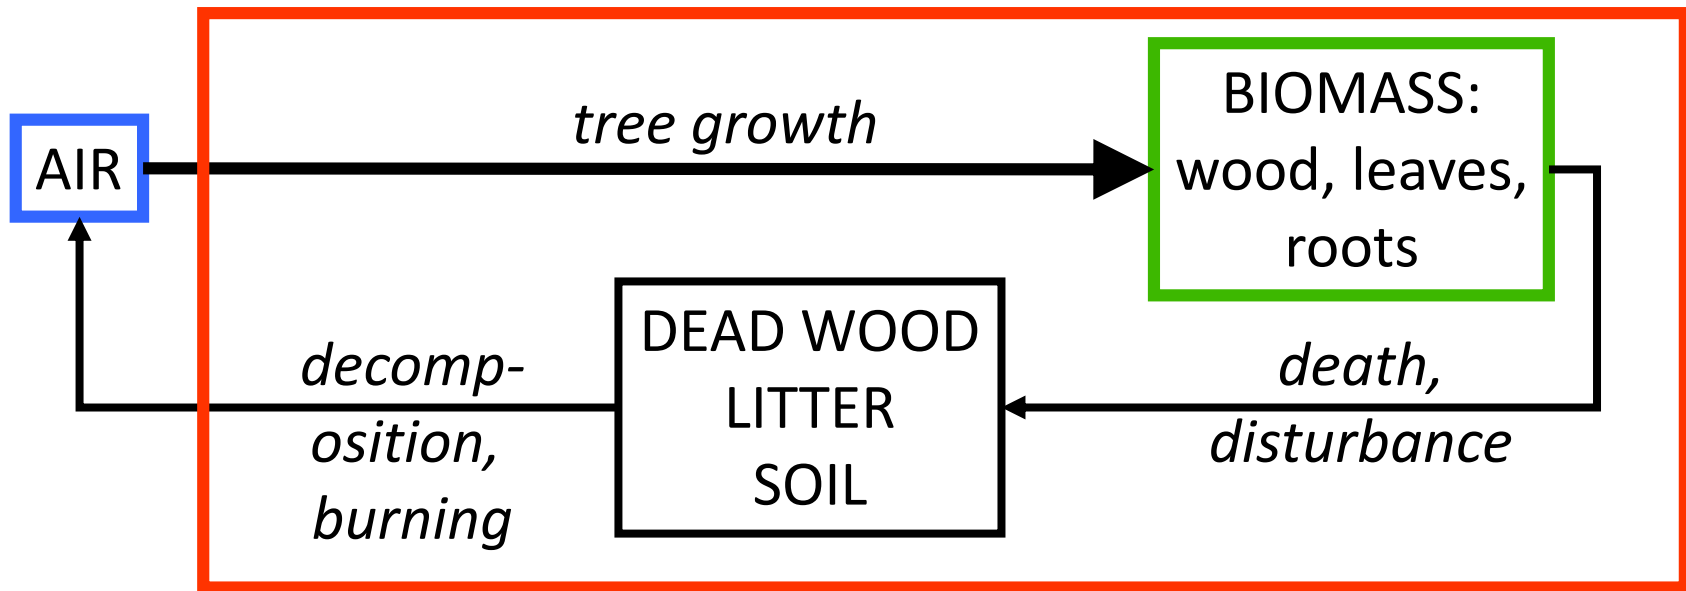 AIR
tree growth
BIOMASS:
wood, leaves,
roots
DEAD WOOD
LITTER
SOIL
death,
disturbance
decomp-
osition,
burning